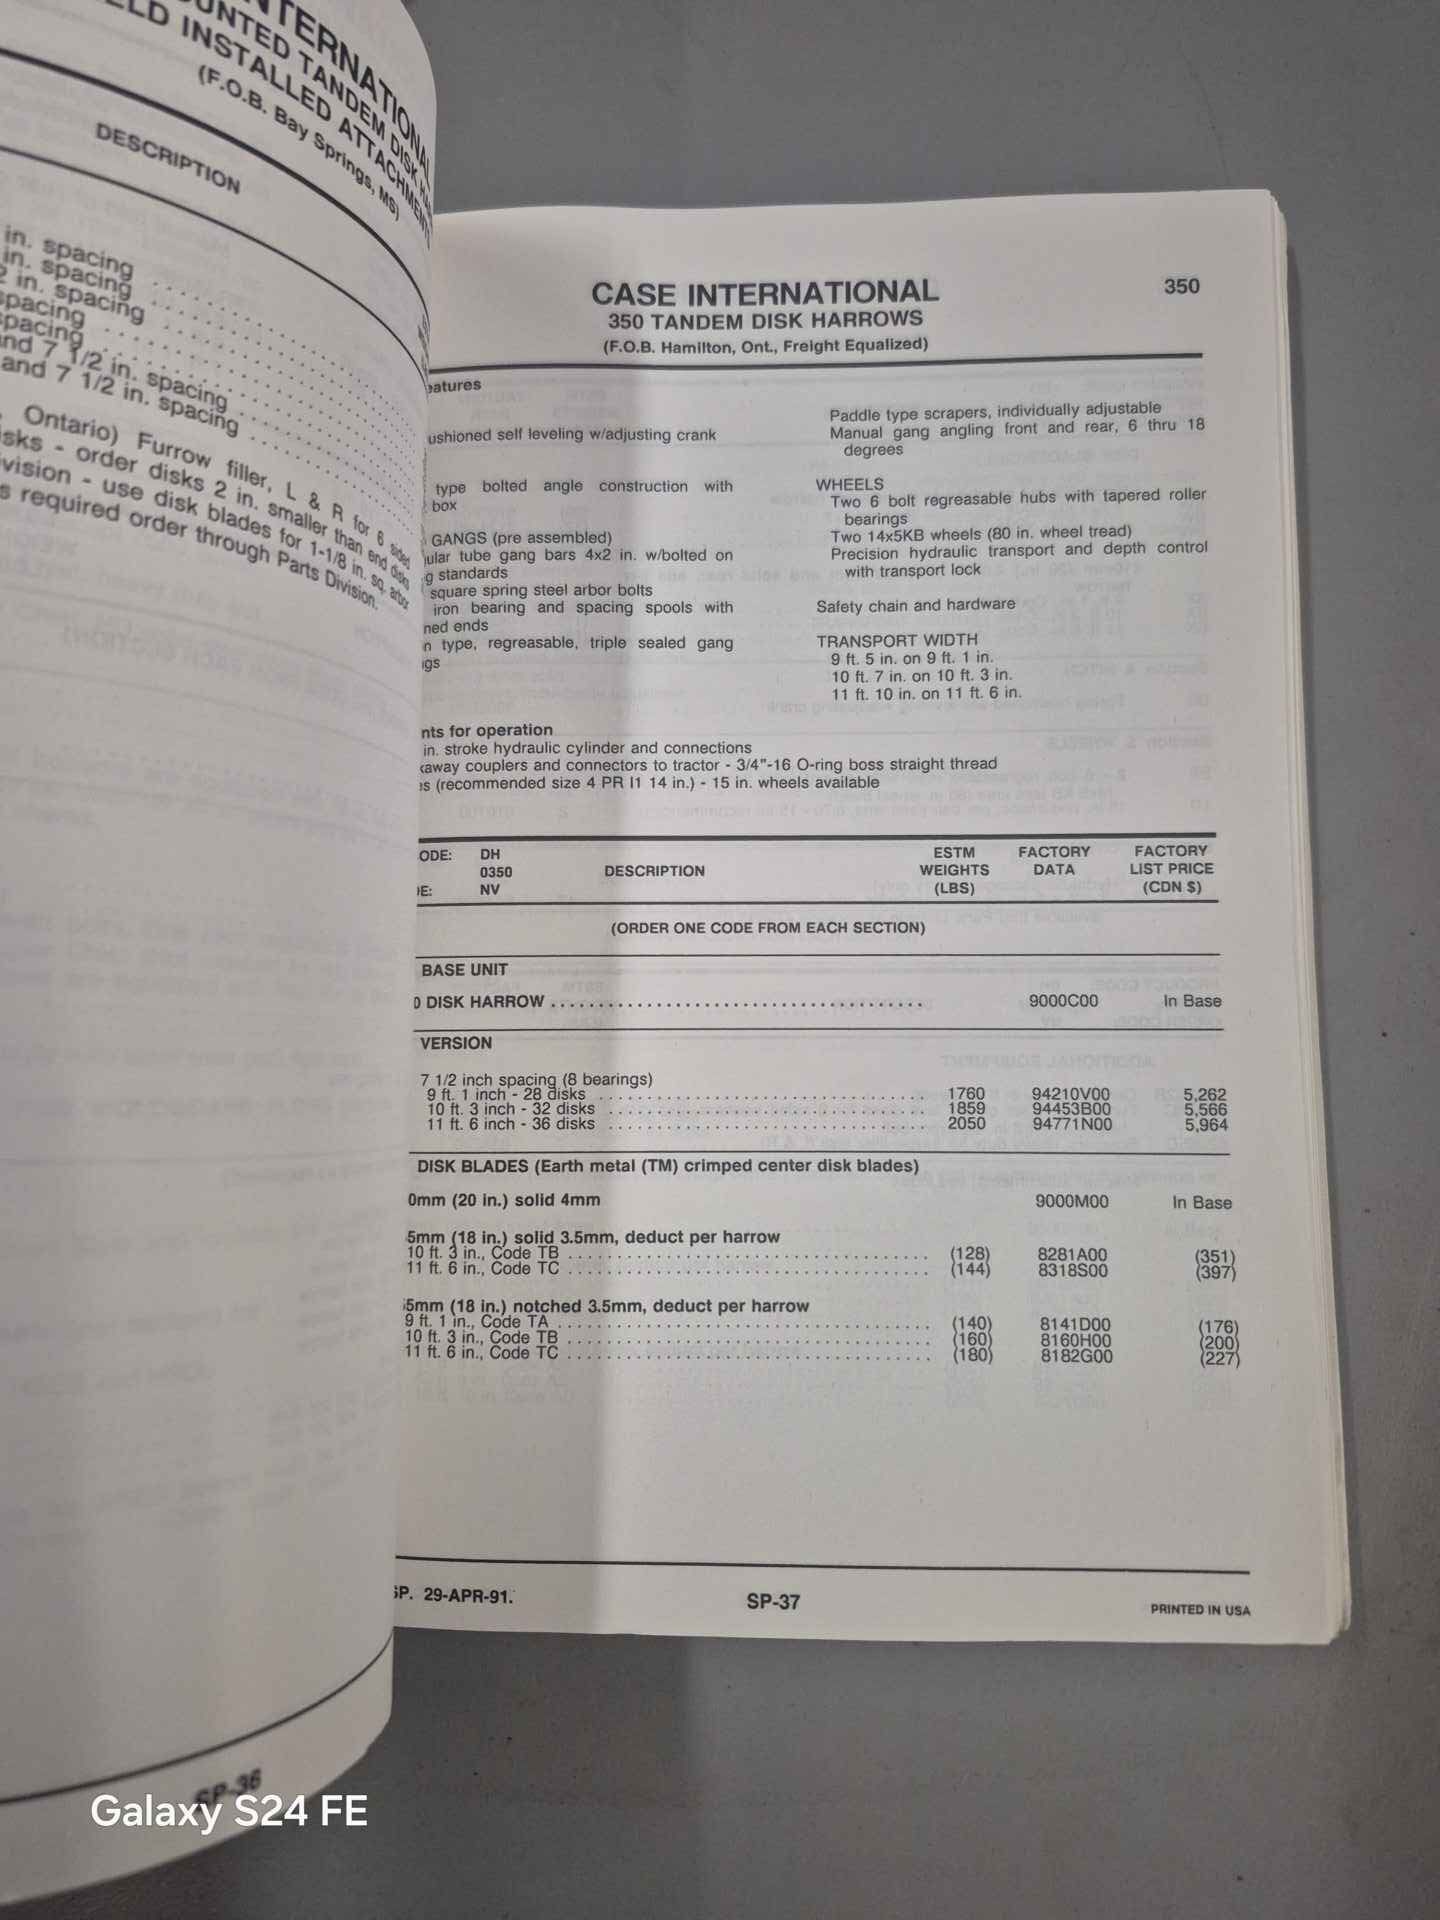 INTERNATIONAL
MOUNTED TANDEM DISK
INSTALLED ATTACHMENTS
(F.O.B. Bay Springs, MS)
DESCRIPTION
in. spacing
in. spacing
in. spacing
spacing
spacing
and 7 1/2 in. spacing
and 7 1/2 in. spacing
Ontario) Furrow filler, L & R for 6 sided
disks - order disks 2 in. smaller than end disks
Division - use disk blades for 1-1/8 in. sq. arbor
required order through Parts Division.
SP-36
CASE INTERNATIONAL
350
350 TANDEM DISK HARROWS
(F.O.B. Hamilton, Ont., Freight Equalized)
eatures
ushioned self leveling w/adjusting crank
type bolted angle construction with
box
GANGS (pre assembled)
ular tube gang bars 4x2 in. w/bolted on
g standards
square spring steel arbor bolts
iron bearing and spacing spools with
ned ends
n type, regreasable, triple sealed gang
igs
Paddle type scrapers, individually adjustable
Manual gang angling front and rear, 6 thru 18
degrees
WHEELS
Two 6 bolt regreasable hubs with tapered roller
bearings
Two 14x5KB wheels (80 in. wheel tread)
Precision hydraulic transport and depth control
with transport lock
Safety chain and hardware
TRANSPORT WIDTH
9 ft. 5 in. on 9 ft. 1 in.
10 ft. 7 in. on 10 ft. 3 in.
11 ft. 10 in. on 11 ft. 6 in.
nts for operation
in. stroke hydraulic cylinder and connections
kaway couplers and connectors to tractor - 3/4"-16 O-ring boss straight thread
es (recommended size 4 PR I1 14 in.) - 15 in. wheels available
ODE: DH DESCRIPTION ESTM WEIGHTS (LBS) FACTORY DATA FACTORY LIST PRICE (CDN $)
0350
E: NV
(ORDER ONE CODE FROM EACH SECTION)
BASE UNIT
0 DISK HARROW ........................................ 9000C00 In Base
VERSION
7 1/2 inch spacing (8 bearings)
9 ft. 1 inch - 28 disks .................................... 1760 94210V00 5,262
10 ft. 3 inch - 32 disks ................................... 1859 94453B00 5,566
11 ft. 6 inch - 36 disks ................................... 2050 94771N00 5,964
DISK BLADES (Earth metal (TM) crimped center disk blades)
0mm (20 in.) solid 4mm 9000M00 In Base
5mm (18 in.) solid 3.5mm, deduct per harrow
10 ft. 3 in., Code TB ....................................... (128) 8281A00 (351)
11 ft. 6 in., Code TC ....................................... (144) 8318S00 (397)
5mm (18 in.) notched 3.5mm, deduct per harrow
9 ft. 1 in., Code TA ........................................ (140) 8141D00 (176)
10 ft. 3 in., Code TB ....................................... (160) 8160H00 (200)
11 ft. 6 in., Code TC ....................................... (180) 8182G00 (227)
SP. 29-APR-91.
SP-37
PRINTED IN USA
Galaxy S24 FE